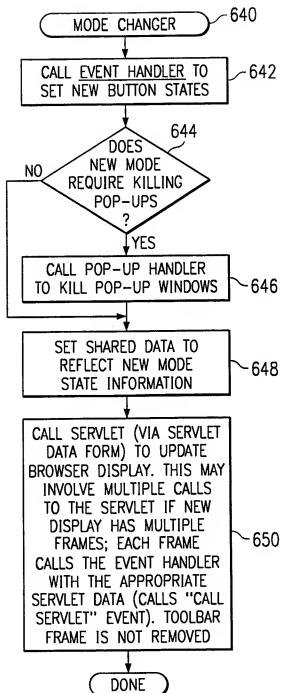 MODE CHANGER
640
CALL EVENT HANDLER TO
SET NEW BUTTON STATES
642
644
DOES
NEW MODE
REQUIRE KILLING
POP-UPS
?
NO
YES
CALL POP-UP HANDLER
TO KILL POP-UP WINDOWS
646
SET SHARED DATA TO
REFLECT NEW MODE
STATE INFORMATION
648
CALL SERVLET (VIA SERVLET
DATA FORM) TO UPDATE
BROWSER DISPLAY. THIS MAY
INVOLVE MULTIPLE CALLS
TO THE SERVLET IF NEW
DISPLAY HAS MULTIPLE
FRAMES; EACH FRAME
CALLS THE EVENT HANDLER
WITH THE APPROPRIATE
SERVLET DATA (CALLS "CALL
SERVLET" EVENT). TOOLBAR
FRAME IS NOT REMOVED
650
DONE